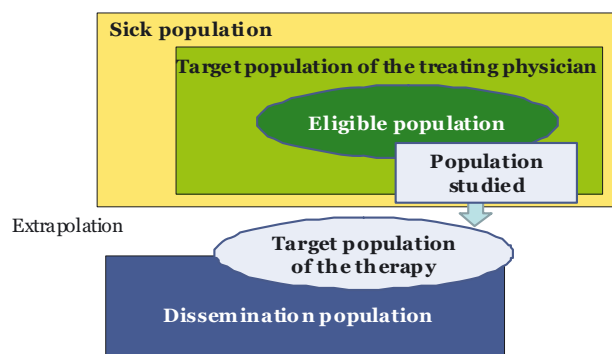 Sick population
Target population of the treating physician
Eligible population
Population
studied
Extrapolation
Target population
of the therapy
Dissemination population